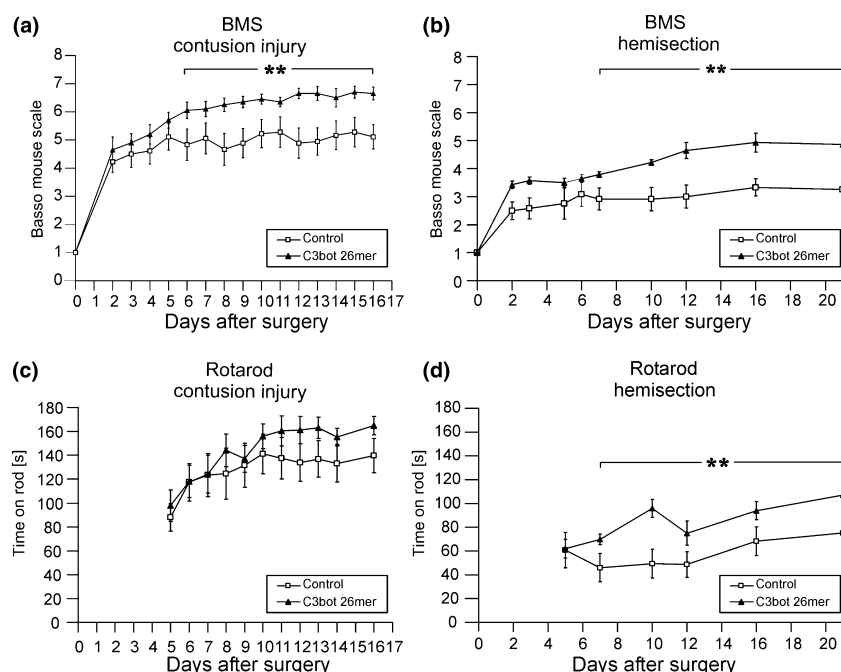 (a)
BMS
contusion injury
**
Basso mouse scale
8
7
6
5
4
3
2
1
0
Control
C3bot 26mer
0 1 2 3 4 5 6 7 8 9 10 11 12 13 14 15 16 17
Days after surgery
(b)
BMS
hemisection
**
Basso mouse scale
8
7
6
5
4
3
2
1
0
Control
C3bot 26mer
0 2 4 6 8 10 12 14 16 18 20
Days after surgery
(c)
Rotarod
contusion injury
Time on rod [s]
180
160
140
120
100
80
60
40
20
0
Control
C3bot 26mer
0 1 2 3 4 5 6 7 8 9 10 11 12 13 14 15 16 17
Days after surgery
(d)
Rotarod
hemisection
**
Time on rod [s]
180
160
140
120
100
80
60
40
20
0
Control
C3bot 26mer
0 2 4 6 8 10 12 14 16 18 20
Days after surgery